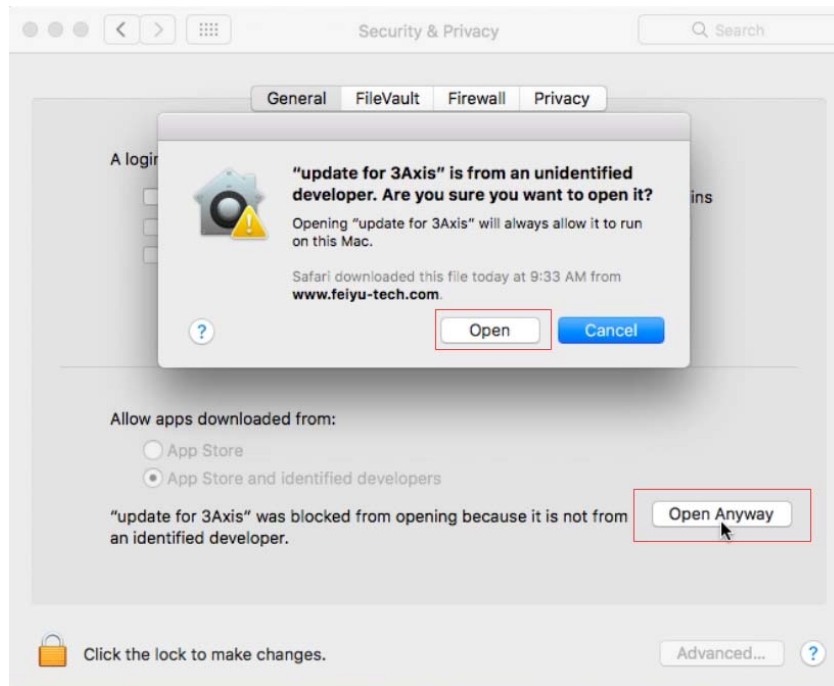 Security & Privacy
Search
General FileVault Firewall Privacy
A login
ins
"update for 3Axis" is from an unidentified
developer. Are you sure you want to open it?
Opening "update for 3Axis" will always allow it to run
on this Mac.
Safari downloaded this file today at 9:33 AM from
www.feiyu-tech.com.
?
Open
Cancel
Allow apps downloaded from:
App Store
App Store and identified developers
"update for 3Axis" was blocked from opening because it is not from
an identified developer.
Open Anyway
Click the lock to make changes.
Advanced...
?